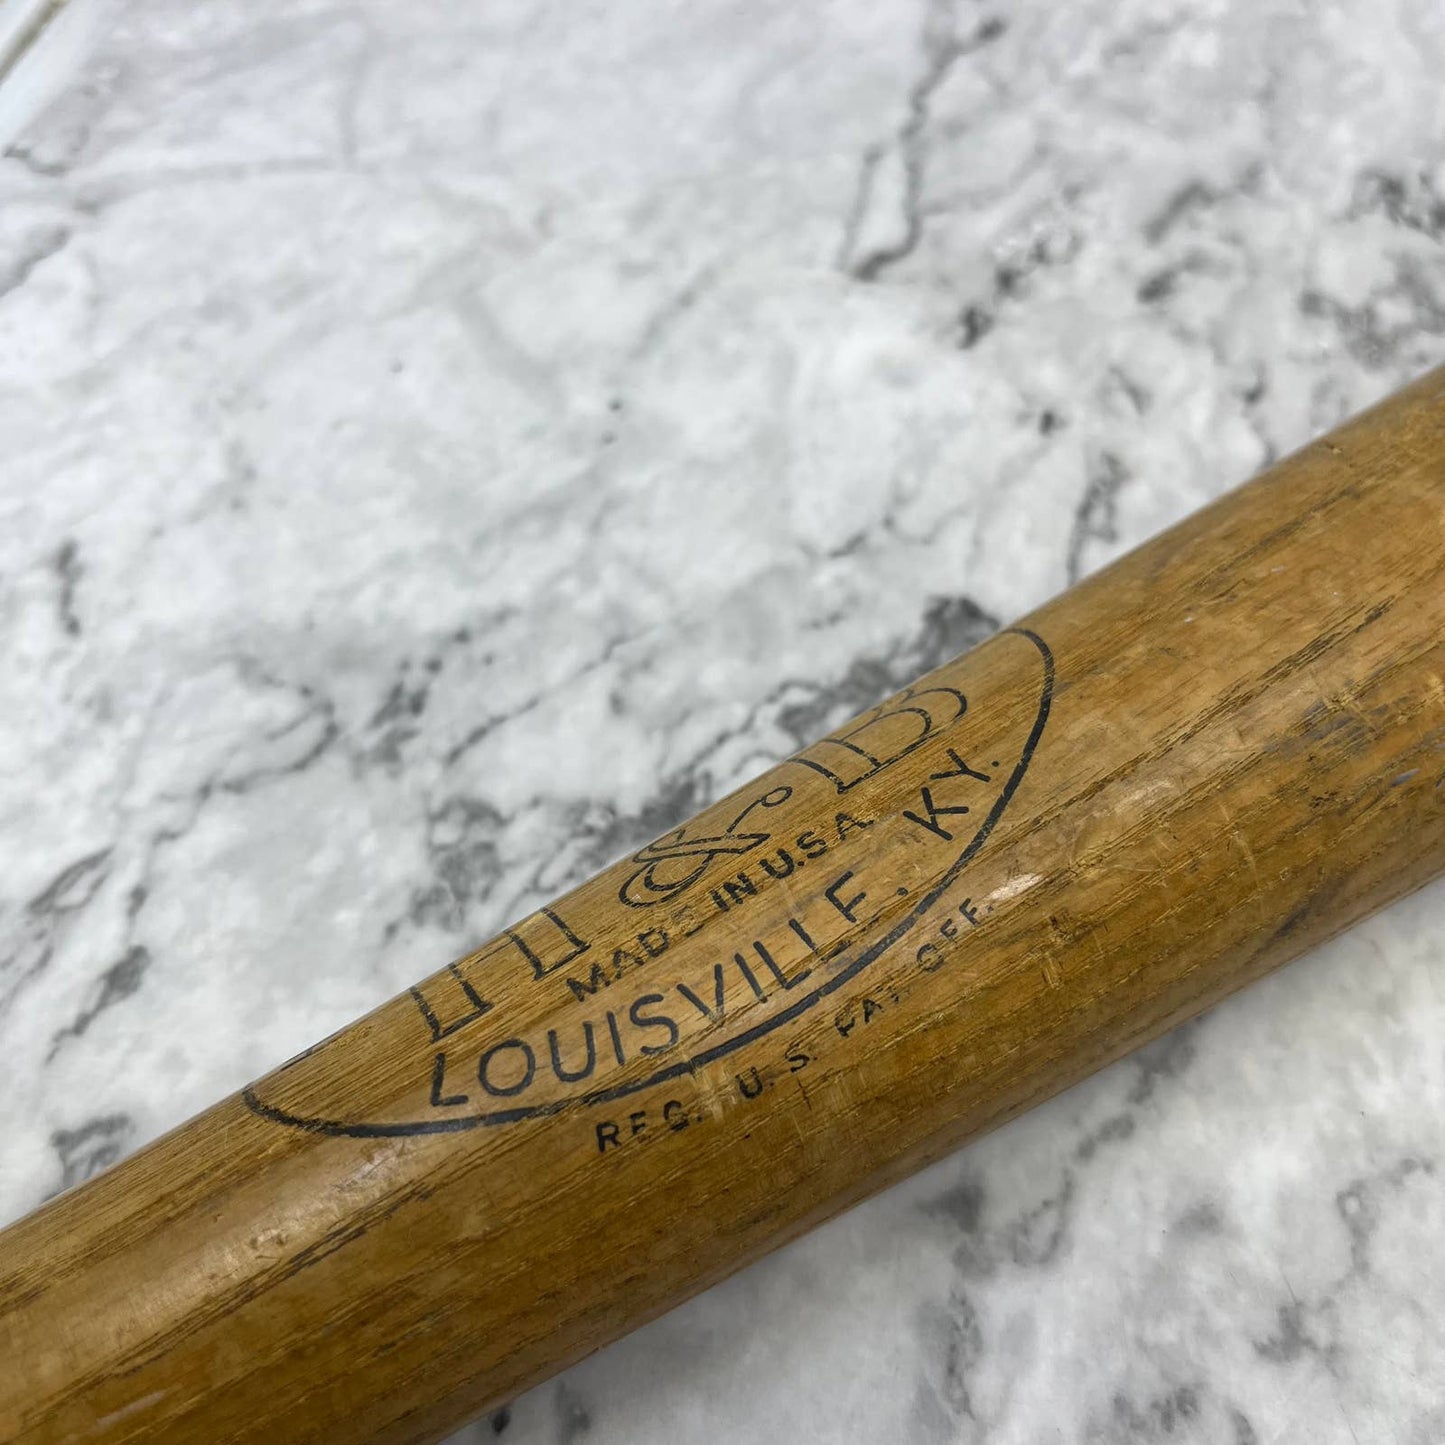 H & B
MADE IN U.S.A.
LOUISVILLE, KY.
REG. U.S. PAT. OFF.